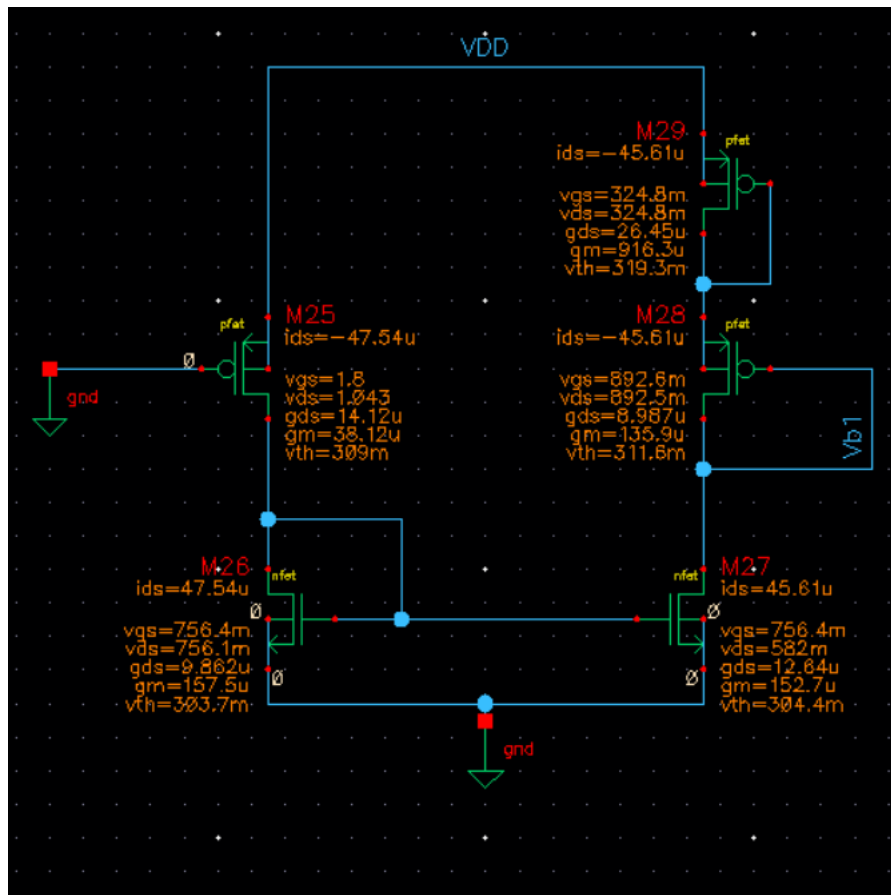 VDD
M29
pfet
ids=-45.61u
vgs=324.8m
vds=324.8m
gds=26.45u
gm=916.3u
vth=319.3m
M25
pfet
ids=-47.54u
vgs=1.8
vds=1.043
gds=14.12u
gm=38.12u
vth=309m
0
gnd
M28
pfet
ids=-45.61u
vgs=892.6m
vds=892.5m
gds=8.987u
gm=135.9u
vth=311.6m
Vb1
M26
nfet
ids=47.54u
0
vgs=756.4m
vds=756.1m
gds=9.862u
gm=157.5u
vth=303.7m
0
M27
nfet
ids=45.61u
0
vgs=756.4m
vds=582m
gds=12.64u
gm=152.7u
vth=304.4m
0
gnd